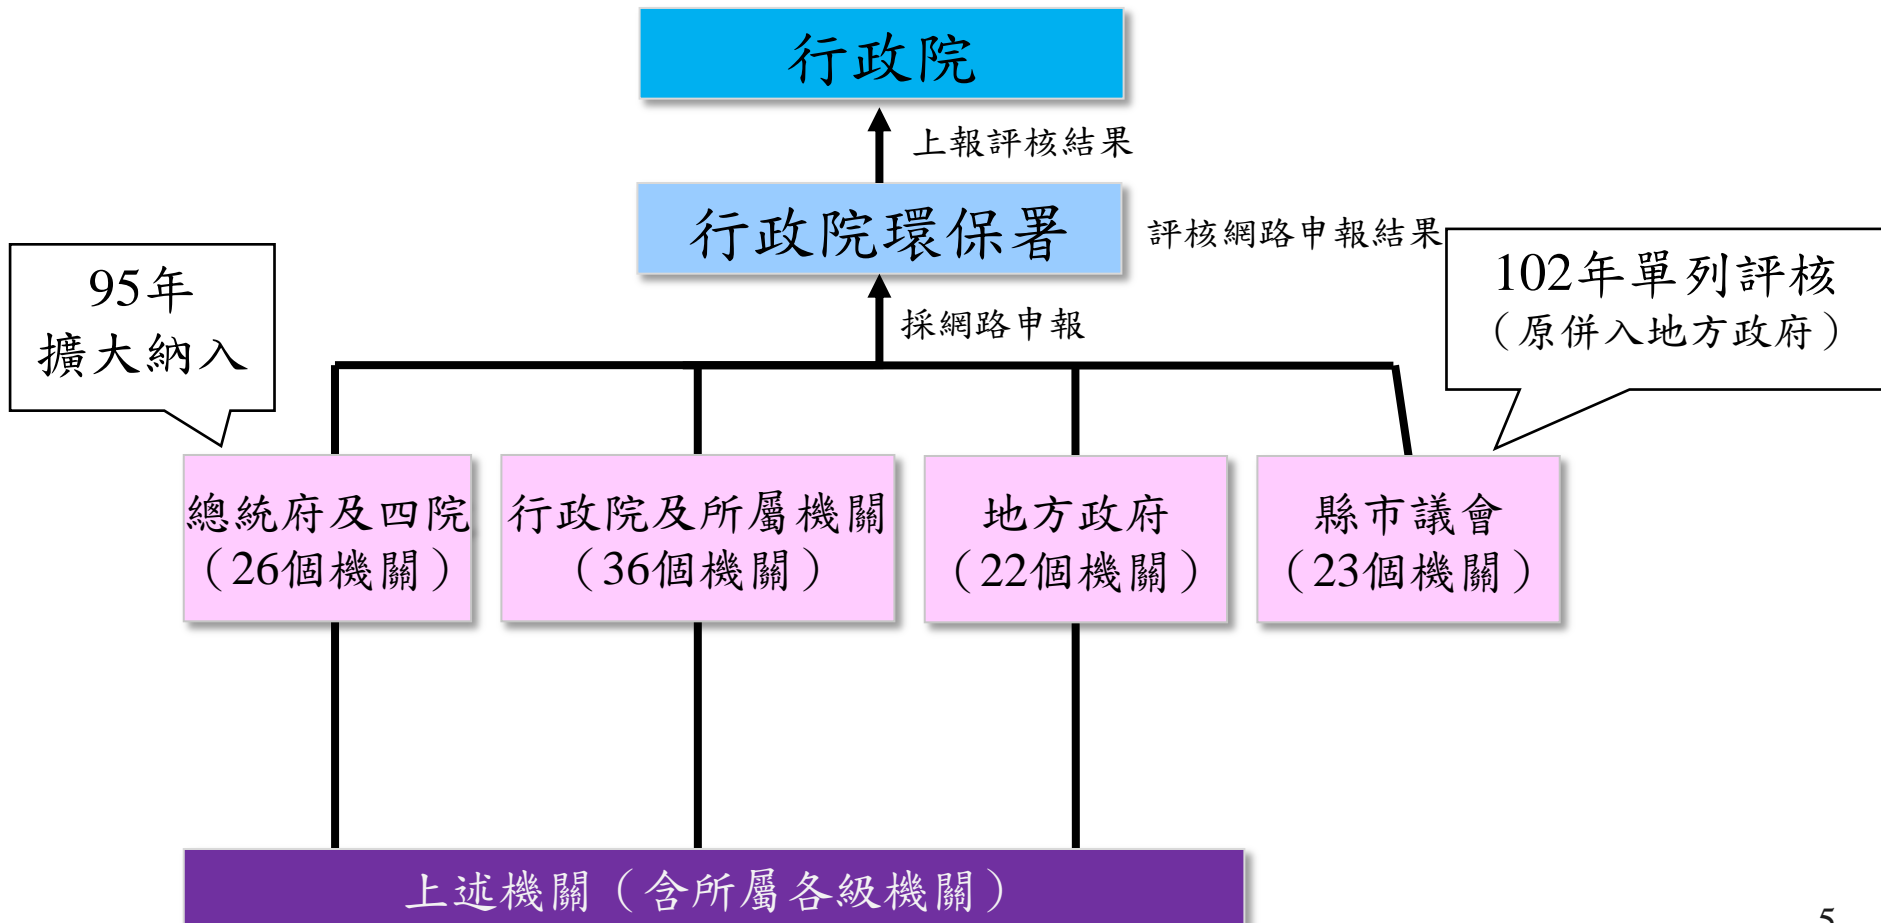 行政院
上報評核結果
行政院環保署
評核網路申報結果
95年
擴大納入
102年單列評核
（原併入地方政府）
採網路申報
總統府及四院
（26個機關）
行政院及所屬機關
（36個機關）
地方政府
（22個機關）
縣市議會
（23個機關）
上述機關（含所屬各級機關）
5